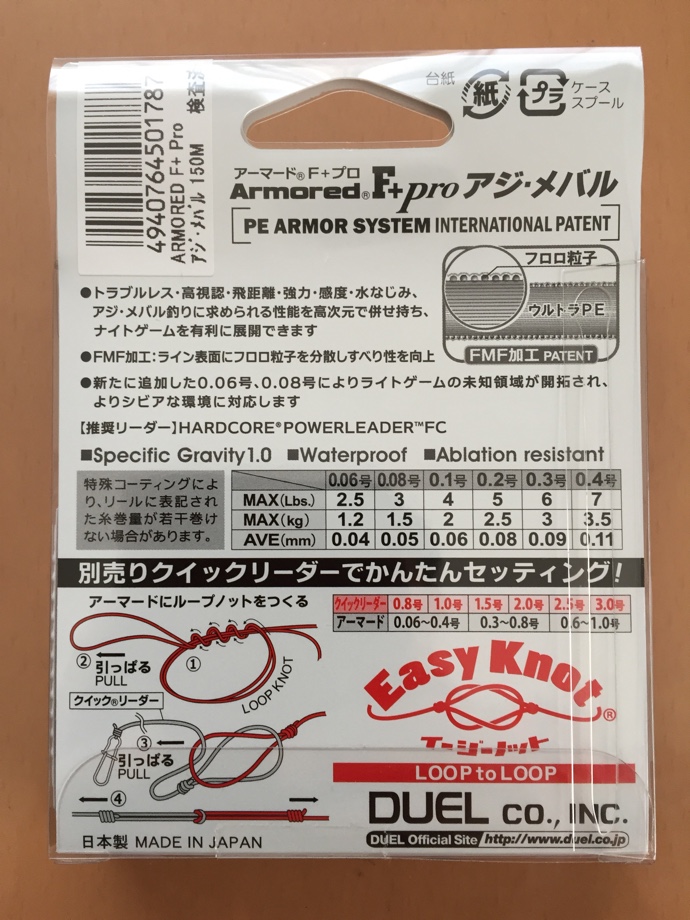 台紙
紙
プラ
ケース
スプール
4940764501787
ARMORED F+ Pro
アジ・メバル 150M
アーマード® F+プロ
Armored® F+pro アジ・メバル
PE ARMOR SYSTEM INTERNATIONAL PATENT
フロロ粒子
ウルトラPE
FMF加工 PATENT
●トラブルレス・高視認・飛距離・強力・感度・水なじみ、
アジ・メバル釣りに求められる性能を高次元で併せ持ち、
ナイトゲームを有利に展開できます
●FMF加工:ライン表面にフロロ粒子を分散しすべり性を向上
●新たに追加した0.06号、0.08号によりライトゲームの未知領域が開拓され、
よりシビアな環境に対応します
【推奨リーダー】HARDCORE®POWERLEADER™FC
■Specific Gravity1.0 ■Waterproof ■Ablation resistant
特殊コーティングによ
り、リールに表記され
た糸巻量が若干巻け
ない場合があります。
0.06号 0.08号 0.1号 0.2号 0.3号 0.4号
MAX(Lbs.) 2.5 3 4 5 6 7
MAX(kg) 1.2 1.5 2 2.5 3 3.5
AVE(mm) 0.04 0.05 0.06 0.08 0.09 0.11
別売りクイックリーダーでかんたんセッティング!
アーマードにループノットをつくる
クイックリーダー 0.8号 1.0号 1.5号 2.0号 2.5号 3.0号
アーマード 0.06~0.4号 0.3~0.8号 0.6~1.0号
②
引っぱる
PULL
①
LOOP KNOT
クイック®リーダー
③
引っぱる
PULL
④
Easy Knot®
イージーノット
LOOP to LOOP
DUEL CO., INC.
DUEL Official Site http://www.duel.co.jp
日本製 MADE IN JAPAN